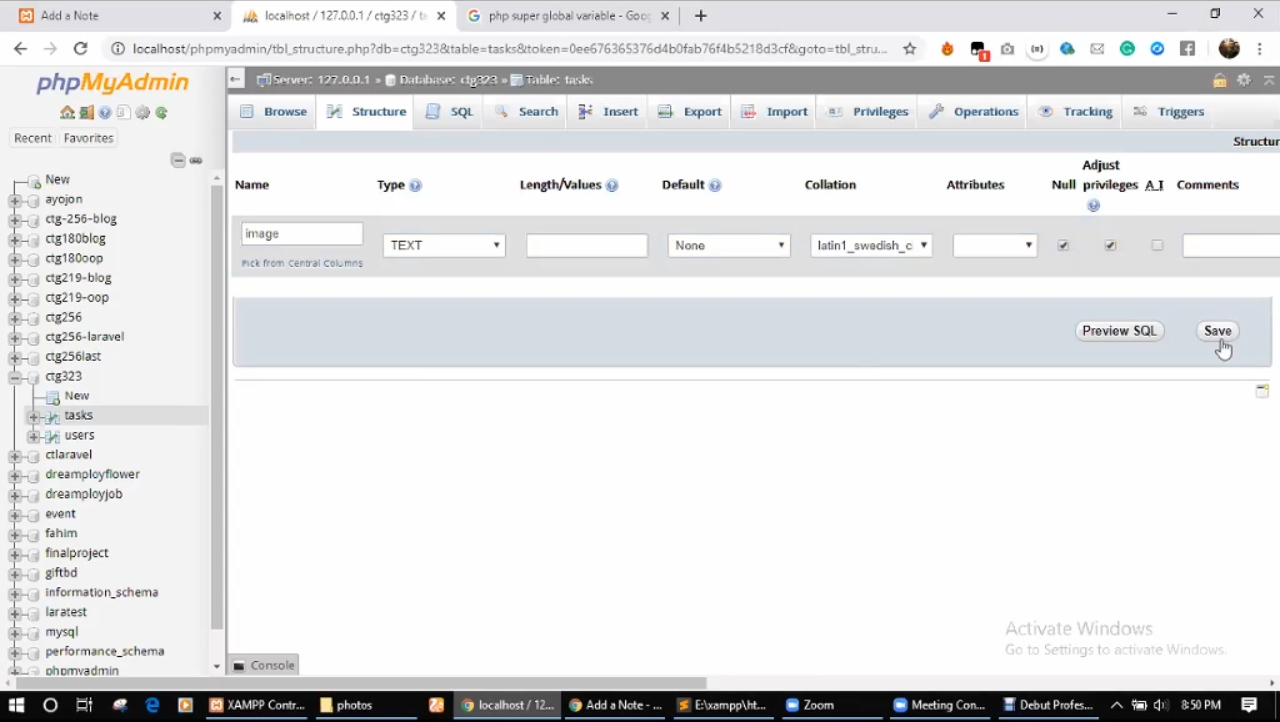 Add a Note
localhost / 127.0.0.1 / ctg323 / ta
php super global variable - Goog
localhost/phpmyadmin/tbl_structure.php?db=ctg323&table=tasks&token=0ee676365376d4b0fab76f4b5218d3cf&goto=tbl_stru...
1
phpMyAdmin
Recent
Favorites
New
ayojon
ctg-256-blog
ctg180blog
ctg180oop
ctg219-blog
ctg219-oop
ctg256
ctg256-laravel
ctg256last
ctg323
New
tasks
users
ctlaravel
dreamployflower
dreamployjob
event
fahim
finalproject
giftbd
information_schema
laratest
mysql
performance_schema
phpmyadmin
Server: 127.0.0.1 » Database: ctg323 » Table: tasks
Browse
Structure
SQL
Search
Insert
Export
Import
Privileges
Operations
Tracking
Triggers
Structur
Name
Type
Length/Values
Default
Collation
Attributes
Null
Adjust
privileges
A_I
Comments
image
Pick from Central Columns
TEXT
None
latin1_swedish_c
Preview SQL
Save
Console
Activate Windows
Go to Settings to activate Windows.
XAMPP Contr...
photos
localhost / 12...
Add a Note - ...
E:\xampp\ht...
Zoom
Meeting Con...
Debut Profes...
8:50 PM